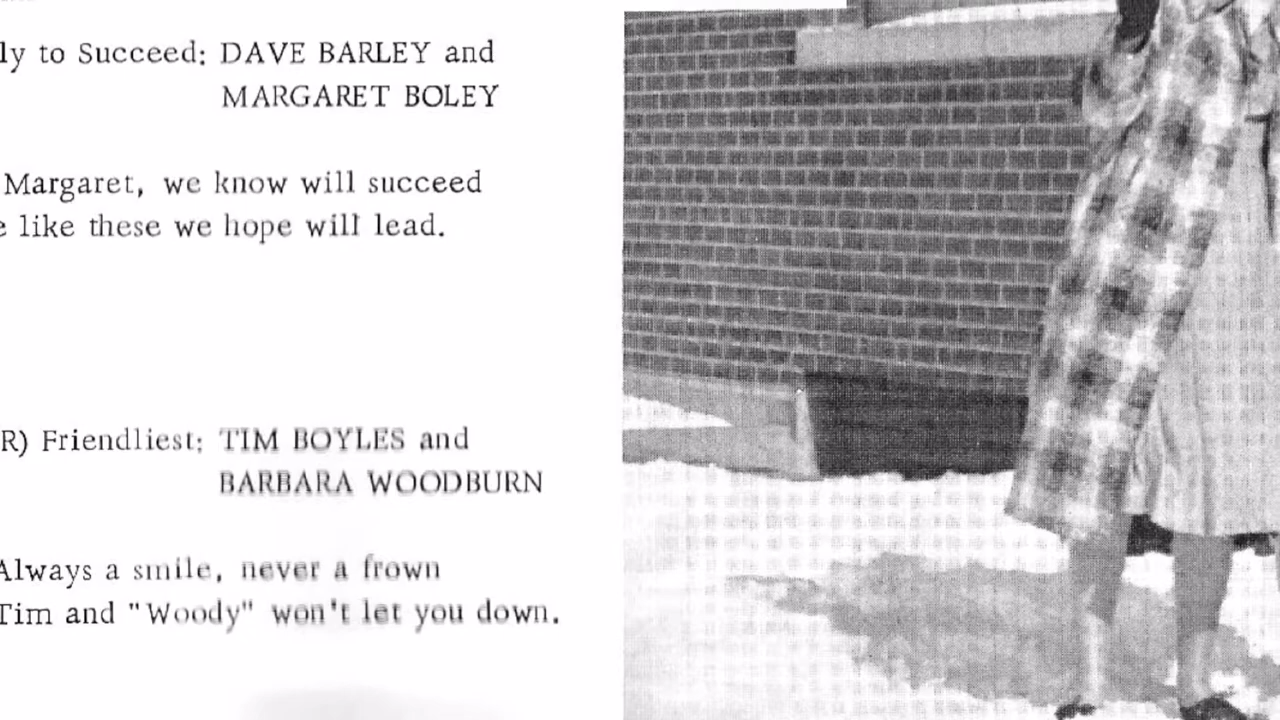 ly to Succeed: DAVE BARLEY and
MARGARET BOLEY
Margaret, we know will succeed
e like these we hope will lead.
R) Friendliest: TIM BOYLES and
BARBARA WOODBURN
Always a smile, never a frown
Tim and "Woody" won't let you down.